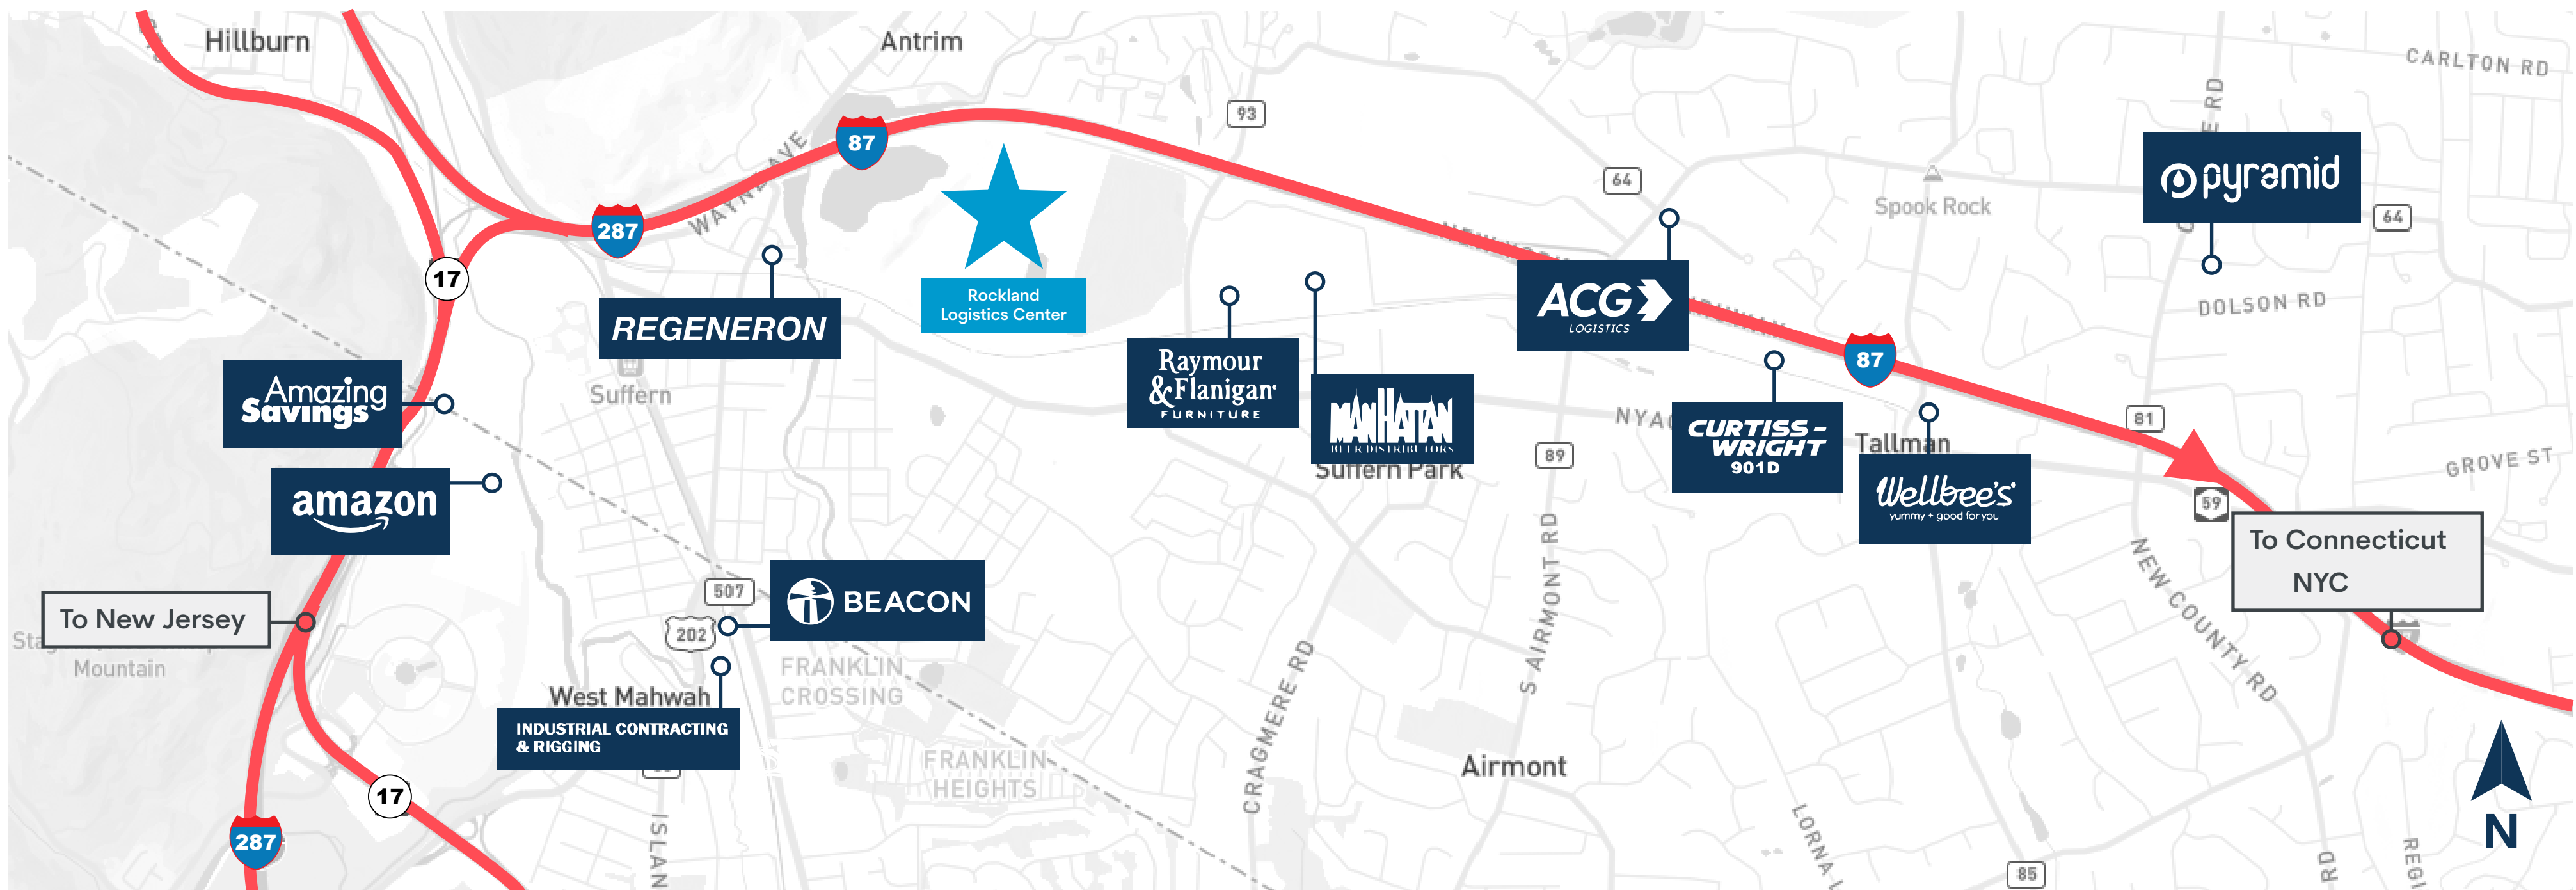 Hillburn
Antrim
CARLTON RD
93
87
WAYNE AVE
64
pyramid
Spook Rock
64
287
17
REGENERON
Rockland
Logistics Center
ACG
LOGISTICS
DOLSON RD
87
Amazing
Savings
Suffern
Raymour
& Flanigan
FURNITURE
MANHATTAN
BEER DISTRIBUTORS
Suffern Park
89
CURTISS-
WRIGHT
901D
Tallman
81
GROVE ST
amazon
Wellbee's
yummy + good for you
59
To Connecticut
NYC
To New Jersey
Mountain
507
202
BEACON
FRANKLIN
CROSSING
West Mahwah
INDUSTRIAL CONTRACTING
& RIGGING
FRANKLIN
HEIGHTS
CRAGMERE RD
S AIRMONT RD
NEW COUNTY RD
Airmont
17
287
85
RD
N